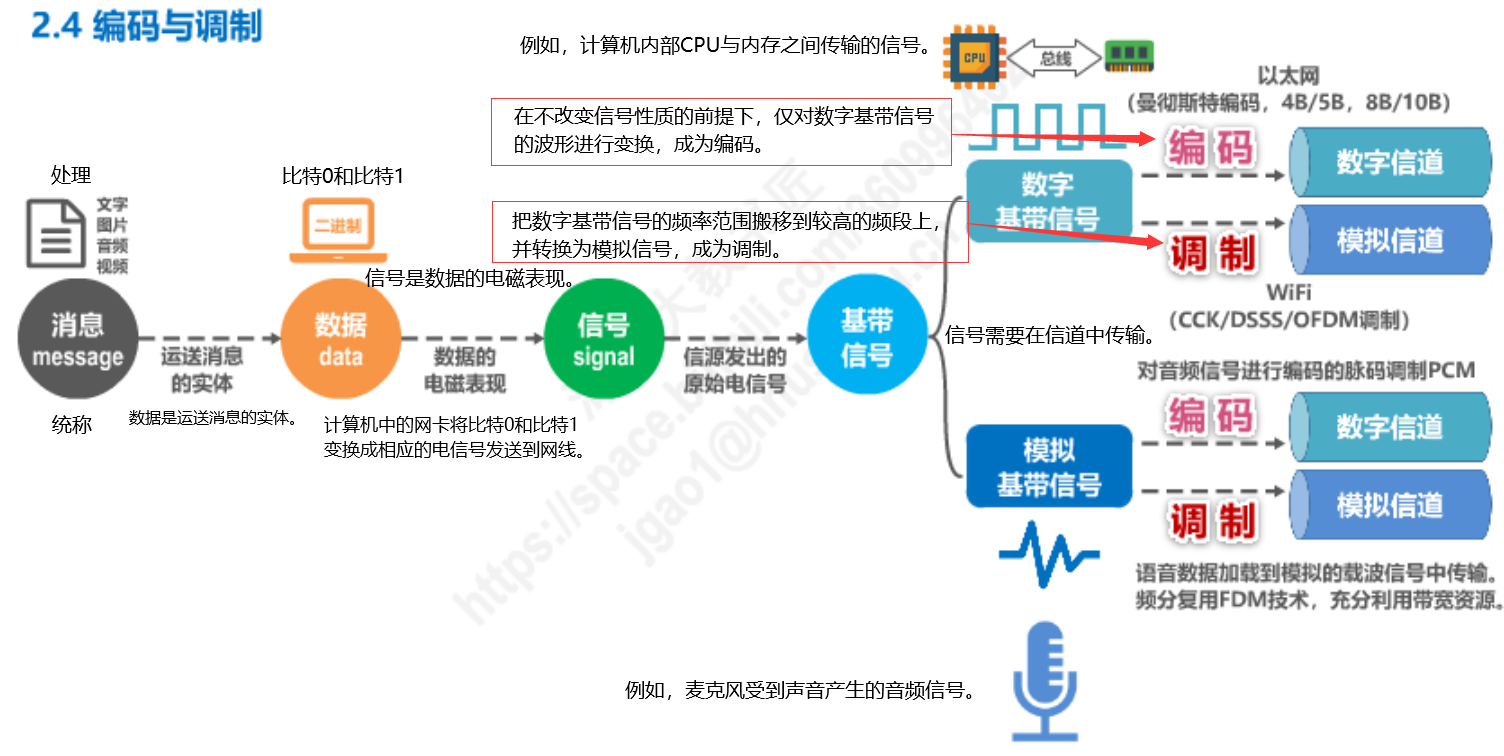 2.4 编码与调制
例如，计算机内部CPU与内存之间传输的信号。
CPU
总线
以太网
（曼彻斯特编码，4B/5B，8B/10B）
在不改变信号性质的前提下，仅对数字基带信号
的波形进行变换，成为编码。
编码
数字信道
处理
文字
图片
音频
视频
比特0和比特1
二进制
数字
基带信号
把数字基带信号的频率范围搬移到较高的频段上，
并转换为模拟信号，成为调制。
调制
模拟信道
WiFi
（CCK/DSSS/OFDM调制）
信号是数据的电磁表现。
消息
message
运送消息
的实体
数据
data
数据的
电磁表现
信号
signal
信源发出的
原始电信号
基带
信号
信号需要在信道中传输。
统称
数据是运送消息的实体。
计算机中的网卡将比特0和比特1
变换成相应的电信号发送到网线。
对音频信号进行编码的脉码调制PCM
编码
数字信道
模拟
基带信号
调制
模拟信道
语音数据加载到模拟的载波信号中传输。
频分复用FDM技术，充分利用带宽资源。
例如，麦克风受到声音产生的音频信号。